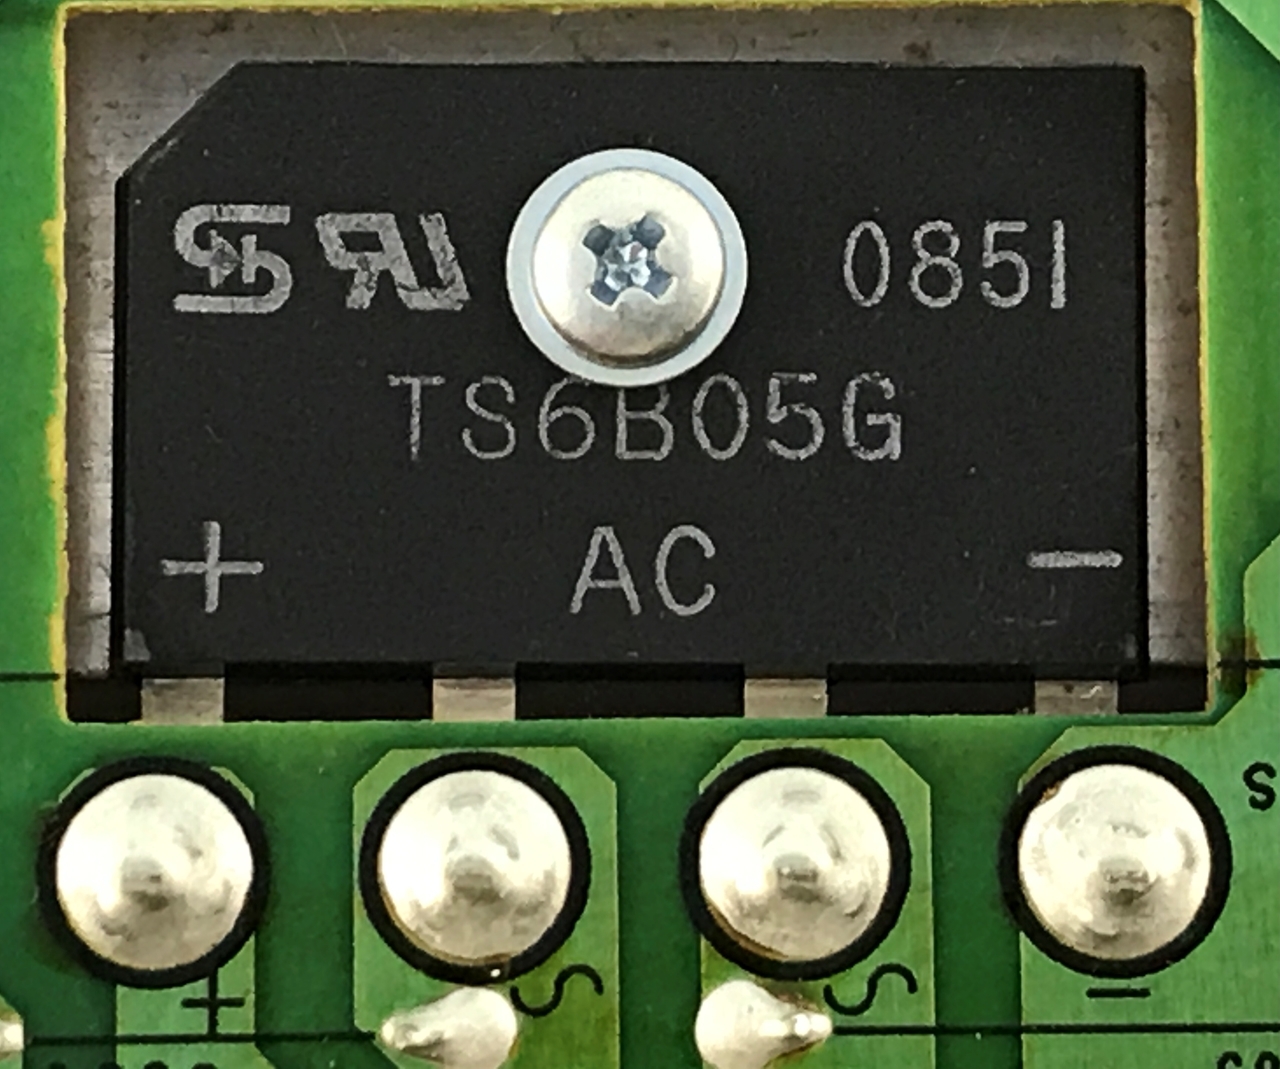 0851
TS6B05G
+ AC −
S
+ ∽ ∽ −